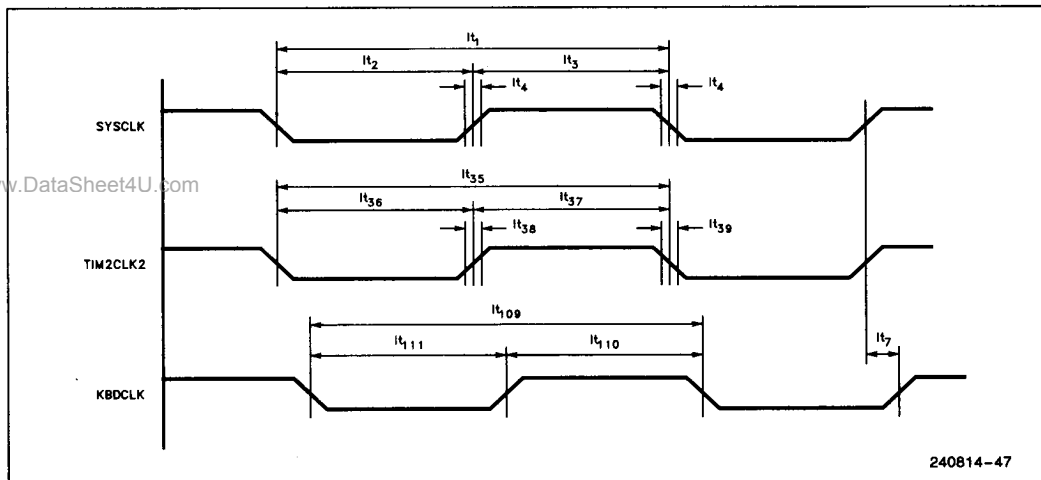 It1
It2 It3
It4 It4
SYSCLK
w.DataSheet4U.com
It35
It36 It37
It38 It39
TIM2CLK2
It109
It111 It110
It7
KBDCLK
240814-47